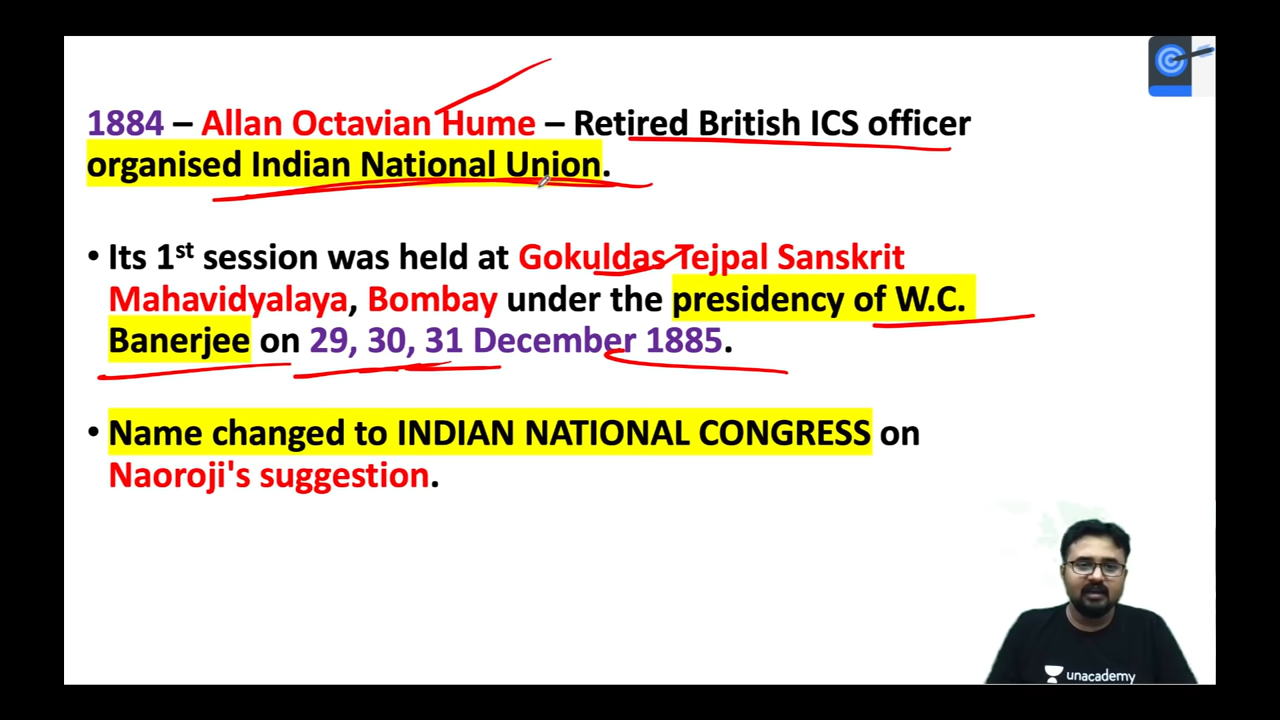 1884 – Allan Octavian Hume – Retired British ICS officer
organised Indian National Union.
• Its 1st session was held at Gokuldas Tejpal Sanskrit
Mahavidyalaya, Bombay under the presidency of W.C.
Banerjee on 29, 30, 31 December 1885.
• Name changed to INDIAN NATIONAL CONGRESS on
Naoroji's suggestion.
unacademy